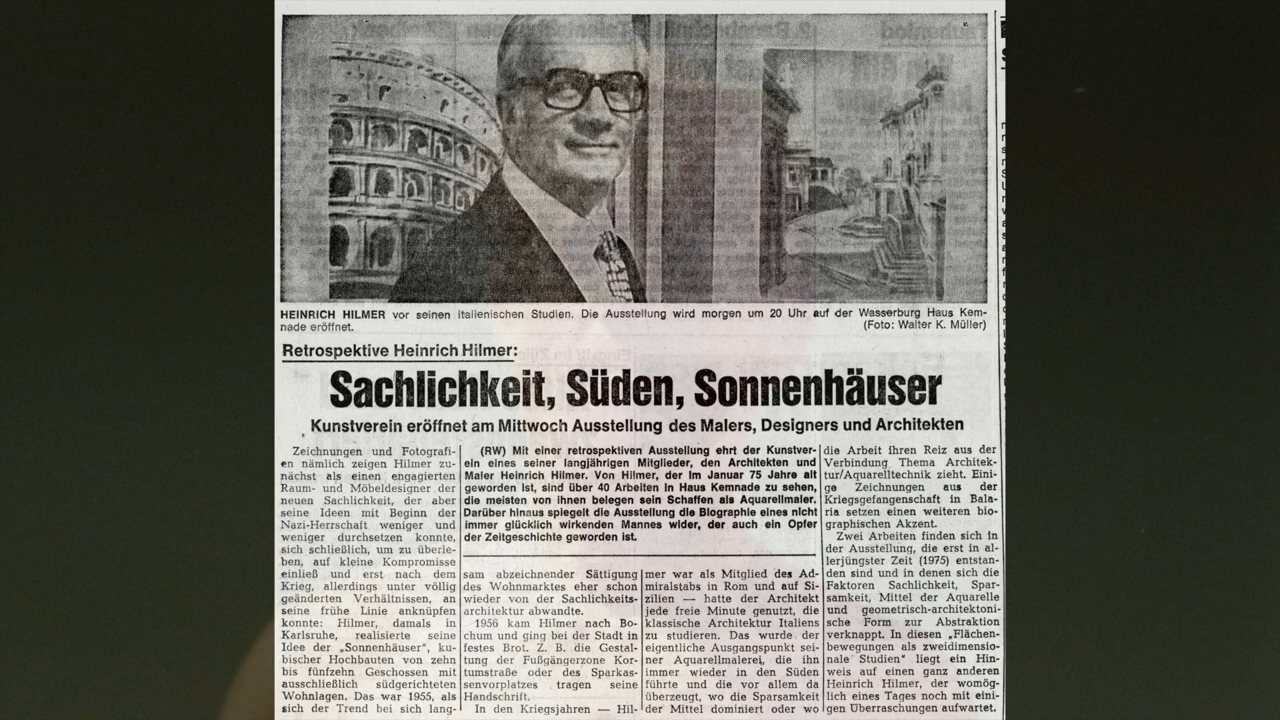 HEINRICH HILMER vor seinen italienischen Studien. Die Ausstellung wird morgen um 20 Uhr auf der Wasserburg Haus Kem-
nade eröffnet. (Foto: Walter K. Müller)
Retrospektive Heinrich Hilmer:
Sachlichkeit, Süden, Sonnenhäuser
Kunstverein eröffnet am Mittwoch Ausstellung des Malers, Designers und Architekten
(RW) Mit einer retrospektiven Ausstellung ehrt der Kunstver-
ein eines seiner langjährigen Mitglieder, den Architekten und
Maler Heinrich Hilmer. Von Hilmer, der im Januar 75 Jahre alt
geworden ist, sind über 40 Arbeiten in Haus Kemnade zu sehen,
die meisten von ihnen belegen sein Schaffen als Aquarellmaler.
Darüber hinaus spiegelt die Ausstellung die Biographie eines nicht
immer glücklich wirkenden Mannes wider, der auch ein Opfer
der Zeitgeschichte geworden ist.
Zeichnungen und Fotografi-
en nämlich zeigen Hilmer zu-
nächst als einen engagierten
Raum- und Möbeldesigner der
neuen Sachlichkeit, der aber
seine Ideen mit Beginn der
Nazi-Herrschaft weniger und
weniger durchsetzen konnte,
sich schließlich, um zu überle-
ben, auf kleine Kompromisse
einließ und erst nach dem
Krieg, allerdings unter völlig
geänderten Verhältnissen, an
seine frühe Linie anknüpfen
konnte: Hilmer, damals in
Karlsruhe, realisierte seine
Idee der „Sonnenhäuser", ku-
bischer Hochbauten von zehn
bis fünfzehn Geschossen mit
ausschließlich südgerichteten
Wohnlagen. Das war 1955, als
sich der Trend bei sich lang-
sam abzeichnender Sättigung
des Wohnmarktes eher schon
wieder von der Sachlichkeits-
architektur abwandte.
1956 kam Hilmer nach Bo-
chum und ging bei der Stadt in
festes Brot. Z. B. die Gestal-
tung der Fußgängerzone Kor-
tumstraße oder des Sparkas-
senvorplatzes tragen seine
Handschrift.
In den Kriegsjahren — Hil-
mer war als Mitglied des Ad-
miralstabs in Rom und auf Si-
zilien — hatte der Architekt
jede freie Minute genutzt, die
klassische Architektur Italiens
zu studieren. Das wurde der
eigentliche Ausgangspunkt sei-
ner Aquarellmalerei, die ihn
immer wieder in den Süden
führte und die vor allem da
überzeugt, wo die Sparsamkeit
der Mittel dominiert oder wo
die Arbeit ihren Reiz aus der
Verbindung Thema Architek-
tur/Aquarelltechnik zieht. Eini-
ge Zeichnungen aus der
Kriegsgefangenschaft in Bala-
ria setzen einen weiteren bio-
graphischen Akzent.
Zwei Arbeiten finden sich in
der Ausstellung, die erst in al-
lerjüngster Zeit (1975) entstan-
den sind und in denen sich die
Faktoren Sachlichkeit, Spar-
samkeit, Mittel der Aquarelle
und geometrisch-architektoni-
sche Form zur Abstraktion
verknappt. In diesen „Flächen-
bewegungen als zweidimensio-
nale Studien" liegt ein Hin-
weis auf einen ganz anderen
Heinrich Hilmer, der womög-
lich eines Tages noch mit eini-
gen Überraschungen aufwartet.